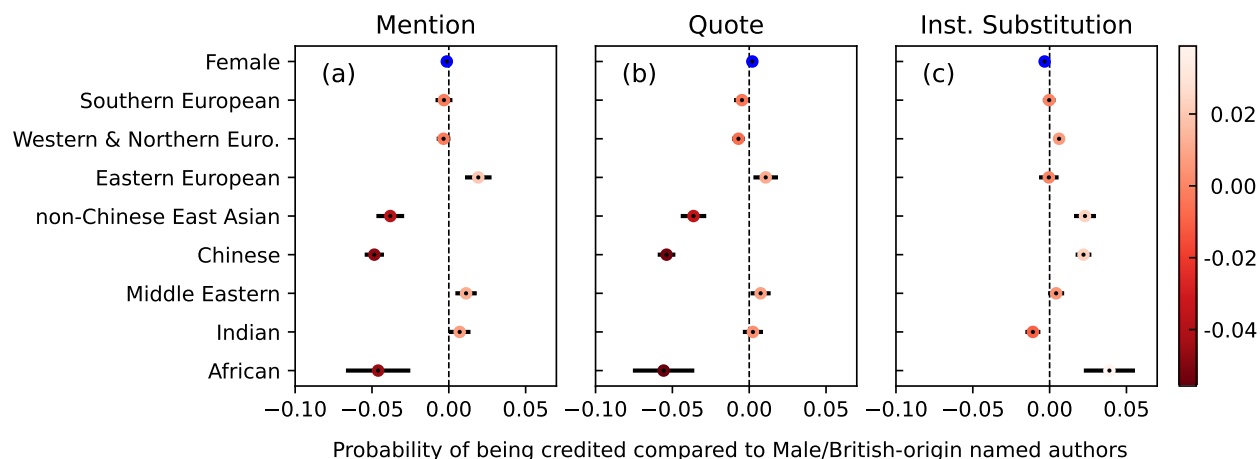 Mention Quote Inst. Substitution
(a) (b) (c)
Female
Southern European
Western & Northern Euro.
Eastern European
non-Chinese East Asian
Chinese
Middle Eastern
Indian
African
−0.10 −0.05 0.00 0.05 −0.10 −0.05 0.00 0.05 −0.10 −0.05 0.00 0.05
0.02
0.00
-0.02
-0.04
Probability of being credited compared to Male/British-origin named authors